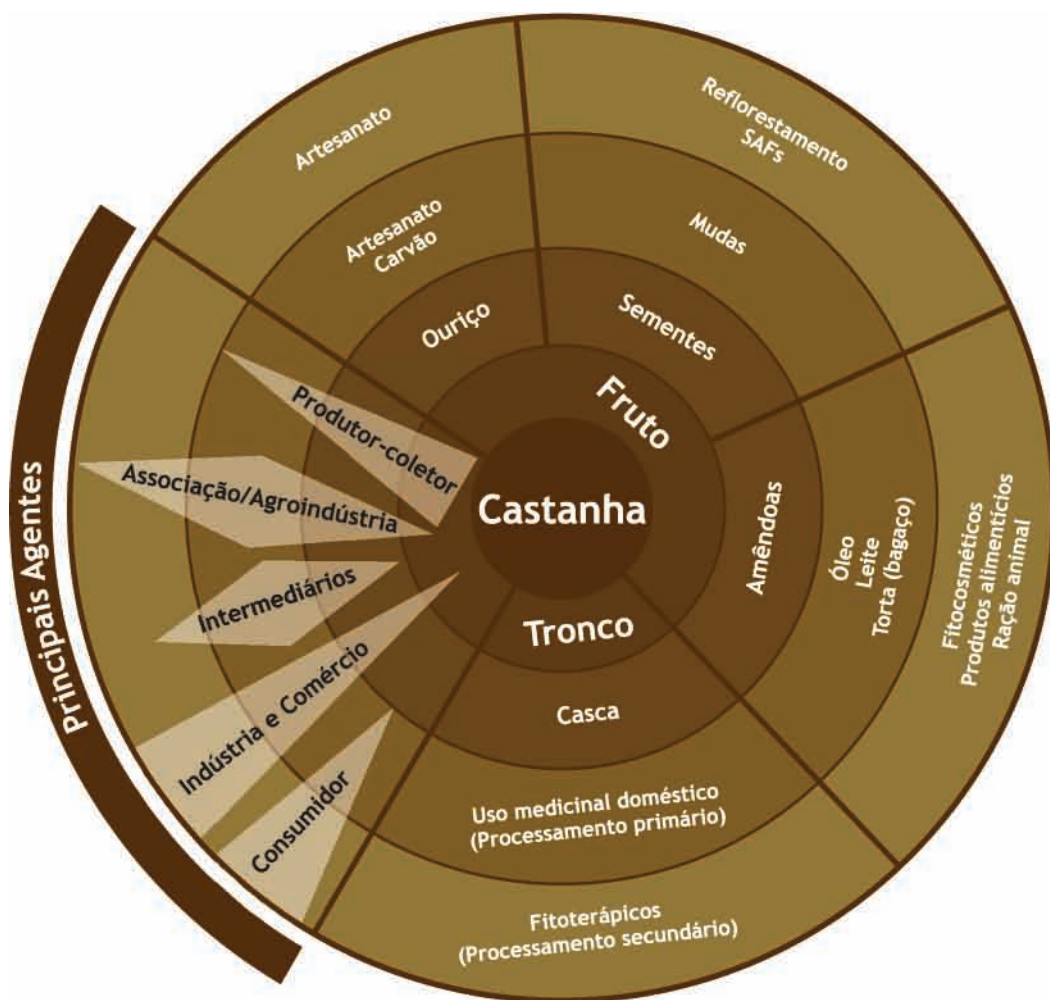 Castanha
Fruto
Tronco
Ouriço
Artesanato
Carvão
Artesanato
Sementes
Mudas
Reflorestamento
SAFs
Amêndoas
Óleo
Leite
Torta (bagaço)
Fitocosméticos
Produtos alimentícios
Ração animal
Casca
Uso medicinal doméstico
(Processamento primário)
Fitoterápicos
(Processamento secundário)
Principais Agentes
Produtor-coletor
Associação/Agroindústria
Intermediários
Indústria e Comércio
Consumidor